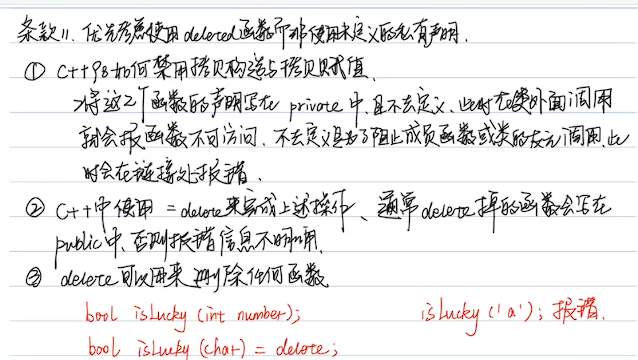 条款11. 优先考虑使用deleted函数而非使用未定义的私有声明.
① C++98如何禁用拷贝构造与拷贝赋值.
将这2个函数的声明写在 private 中,且不去定义、此时在类外面调用
就会报函数不可访问、不去定义是为了阻止成员函数或类的友元调用,此
时会在链接处报错.
② C++中使用 =delete来完成上述操作、通常delete掉的函数会写在
public中,否则报错信息不明确.
③ delete可以用来删除任何函数
bool isLucky (int number); isLucky ('a'); 报错.
bool isLucky (char) = delete;